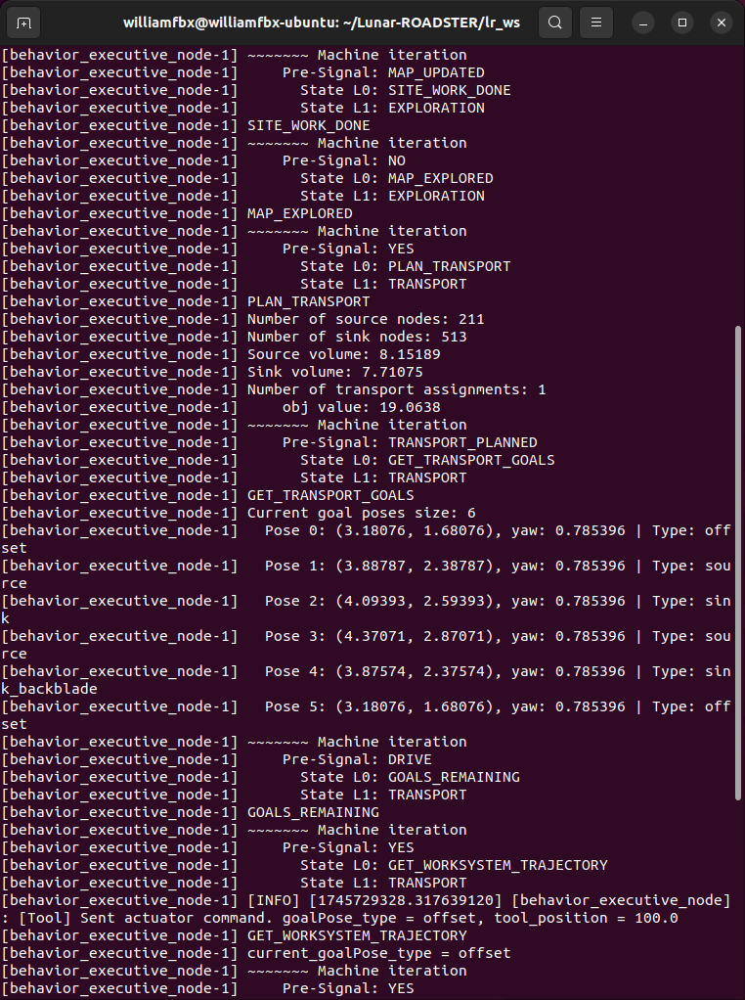 williamfbx@williamfbx-ubuntu: ~/Lunar-ROADSTER/lr_ws
[behavior_executive_node-1] ~~~~~~~ Machine iteration
[behavior_executive_node-1]     Pre-Signal: MAP_UPDATED
[behavior_executive_node-1]       State L0: SITE_WORK_DONE
[behavior_executive_node-1]       State L1: EXPLORATION
[behavior_executive_node-1] SITE_WORK_DONE
[behavior_executive_node-1] ~~~~~~~ Machine iteration
[behavior_executive_node-1]     Pre-Signal: NO
[behavior_executive_node-1]       State L0: MAP_EXPLORED
[behavior_executive_node-1]       State L1: EXPLORATION
[behavior_executive_node-1] MAP_EXPLORED
[behavior_executive_node-1] ~~~~~~~ Machine iteration
[behavior_executive_node-1]     Pre-Signal: YES
[behavior_executive_node-1]       State L0: PLAN_TRANSPORT
[behavior_executive_node-1]       State L1: TRANSPORT
[behavior_executive_node-1] PLAN_TRANSPORT
[behavior_executive_node-1] Number of source nodes: 211
[behavior_executive_node-1] Number of sink nodes: 513
[behavior_executive_node-1] Source volume: 8.15189
[behavior_executive_node-1] Sink volume: 7.71075
[behavior_executive_node-1] Number of transport assignments: 1
[behavior_executive_node-1]     obj value: 19.0638
[behavior_executive_node-1] ~~~~~~~ Machine iteration
[behavior_executive_node-1]     Pre-Signal: TRANSPORT_PLANNED
[behavior_executive_node-1]       State L0: GET_TRANSPORT_GOALS
[behavior_executive_node-1]       State L1: TRANSPORT
[behavior_executive_node-1] GET_TRANSPORT_GOALS
[behavior_executive_node-1] Current goal poses size: 6
[behavior_executive_node-1]   Pose 0: (3.18076, 1.68076), yaw: 0.785396 | Type: off
set
[behavior_executive_node-1]   Pose 1: (3.88787, 2.38787), yaw: 0.785396 | Type: sou
rce
[behavior_executive_node-1]   Pose 2: (4.09393, 2.59393), yaw: 0.785396 | Type: sin
k
[behavior_executive_node-1]   Pose 3: (4.37071, 2.87071), yaw: 0.785396 | Type: sou
rce
[behavior_executive_node-1]   Pose 4: (3.87574, 2.37574), yaw: 0.785396 | Type: sin
k_backblade
[behavior_executive_node-1]   Pose 5: (3.18076, 1.68076), yaw: 0.785396 | Type: off
set
[behavior_executive_node-1] ~~~~~~~ Machine iteration
[behavior_executive_node-1]     Pre-Signal: DRIVE
[behavior_executive_node-1]       State L0: GOALS_REMAINING
[behavior_executive_node-1]       State L1: TRANSPORT
[behavior_executive_node-1] GOALS_REMAINING
[behavior_executive_node-1] ~~~~~~~ Machine iteration
[behavior_executive_node-1]     Pre-Signal: YES
[behavior_executive_node-1]       State L0: GET_WORKSYSTEM_TRAJECTORY
[behavior_executive_node-1]       State L1: TRANSPORT
[behavior_executive_node-1] [INFO] [1745729328.317639120] [behavior_executive_node]
: [Tool] Sent actuator command. goalPose_type = offset, tool_position = 100.0
[behavior_executive_node-1] GET_WORKSYSTEM_TRAJECTORY
[behavior_executive_node-1] current_goalPose_type = offset
[behavior_executive_node-1] ~~~~~~~ Machine iteration
[behavior_executive_node-1]     Pre-Signal: YES